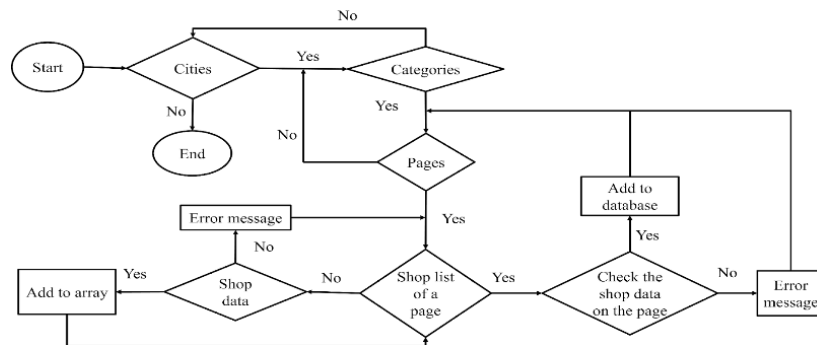 No
Start
Cities
Yes
Categories
No
Yes
No
End
Pages
Add to
database
Error message
Yes
Yes
No
Yes
Shop
data
No
Shop list
of a
page
Yes
Check the
shop data
on the page
No
Error
message
Add to array